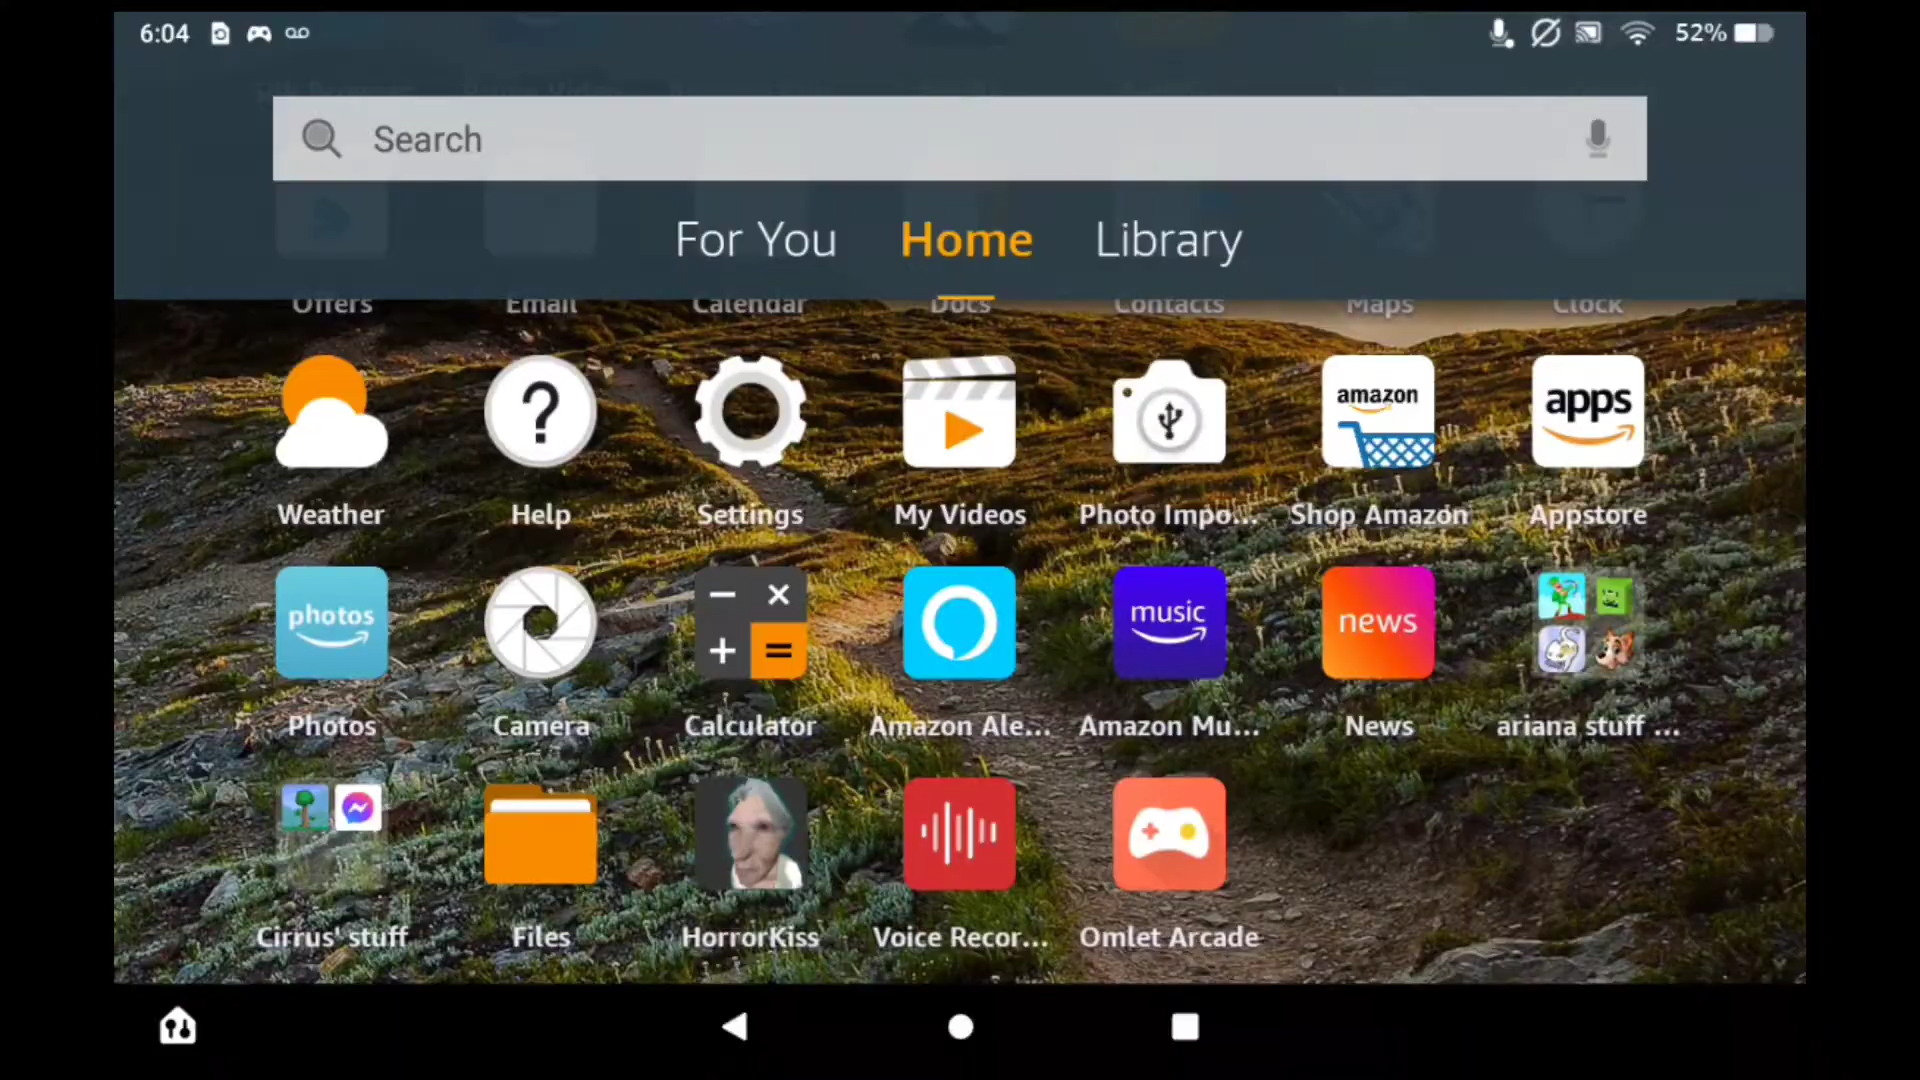 6:04
52%
Search
For You Home Library
Offers Email Calendar Docs Contacts Maps Clock
amazon apps
Weather Help Settings My Videos Photo Impo... Shop Amazon Appstore
photos music news
Photos Camera Calculator Amazon Ale... Amazon Mu... News ariana stuff ...
Cirrus' stuff Files HorrorKiss Voice Recor... Omlet Arcade